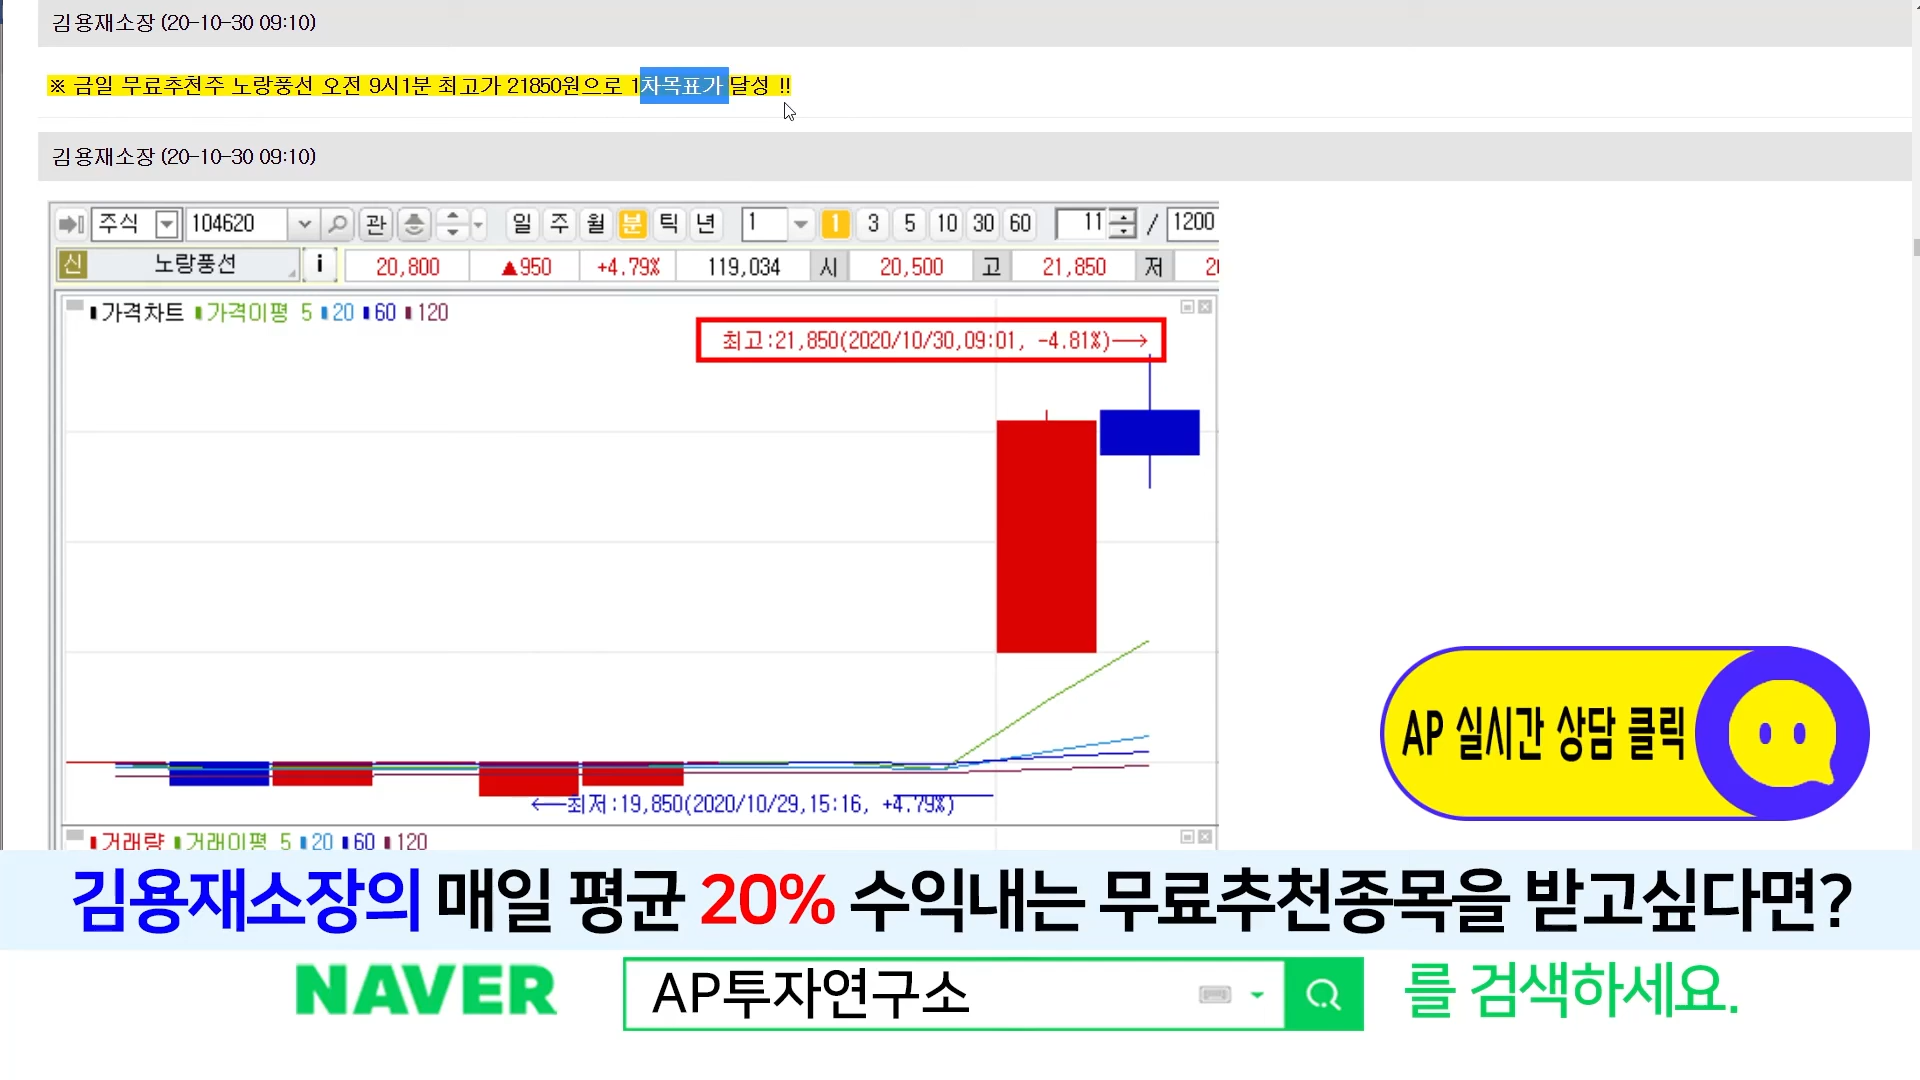 김용재소장 (20-10-30 09:10)
※ 금일 무료추천주 노랑풍선 오전 9시1분 최고가 21850원으로 1차목표가 달성 !!
김용재소장 (20-10-30 09:10)
주식 104620 관 일 주 월 분 틱 년 1 1 3 5 10 30 60 11 / 1200
신 노랑풍선 i 20,800 ▲950 +4.79% 119,034 시 20,500 고 21,850 저
가격차트 가격이평 5 20 60 120
최고:21,850(2020/10/30,09:01, -4.81%)→
←최저:19,850(2020/10/29,15:16, +4.79%)
거래량 거래이평 5 20 60 120
AP 실시간 상담 클릭
김용재소장의 매일 평균 20% 수익내는 무료추천종목을 받고싶다면?
NAVER AP투자연구소 를 검색하세요.